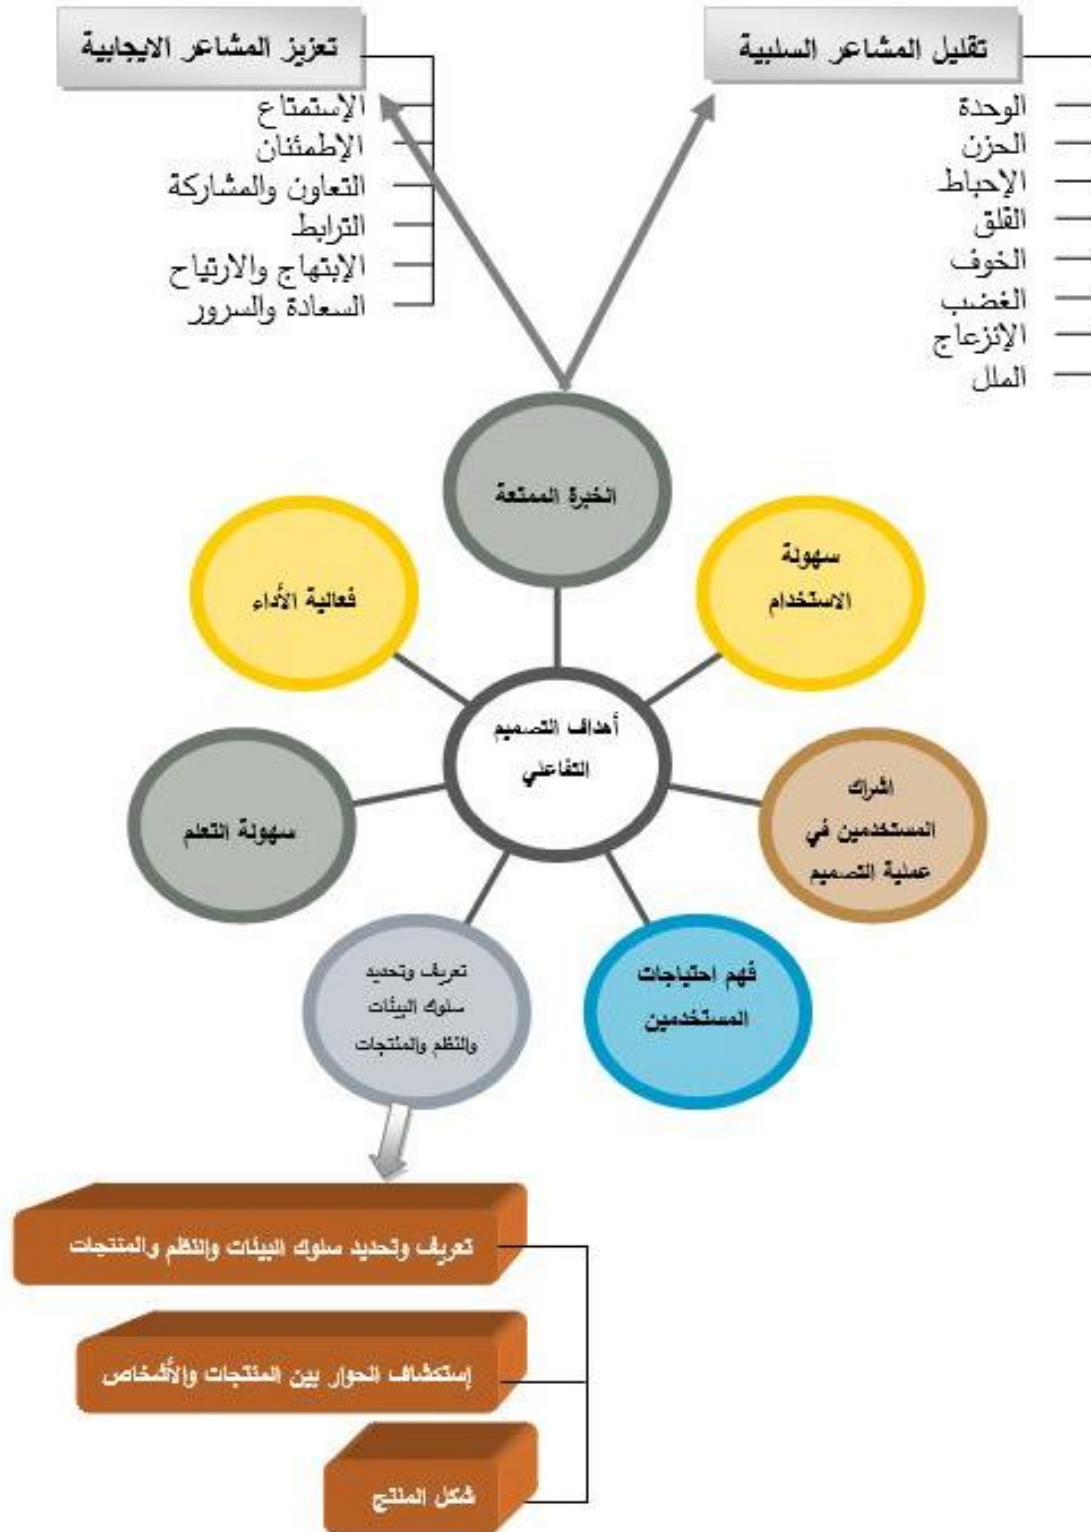 تقليل المشاعر السلبية
الوحدة
الحزن
الإحباط
القلق
الخوف
الغضب
الإنزعاج
الملل
تعزيز المشاعر الايجابية
الإستمتاع
الإطمئنان
التعاون والمشاركة
الترابط
الإبتهاج والارتياح
السعادة والسرور
الخبرة الممتعة
سهولة
الاستخدام
فعالية الأداء
أهداف التصميم
التفاعلي
اشراك
المستخدمين في
عملية التصميم
سهولة التعلم
فهم احتياجات
المستخدمين
تعريف وتحديد
سلوك البيئات
والنظم والمنتجات
تعريف وتحديد سلوك البيئات والنظم والمنتجات
إستكشاف الحوار بين المنتجات والأشخاص
شكل المنتج